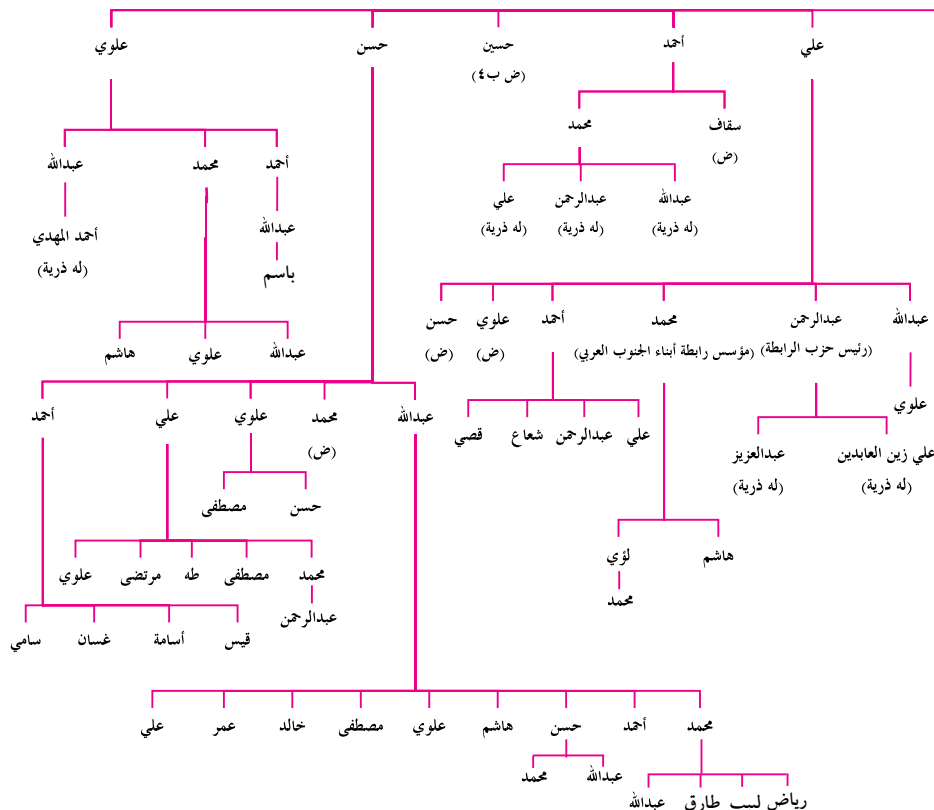 علي
أحمد
حسين
حسن
علوي
(ض ب٤)
سقاف
محمد
(ض)
أحمد
محمد
عبدالله
عبدالله
عبدالرحمن
علي
(له ذرية)
(له ذرية)
(له ذرية)
عبدالله
أحمد المهدي
(له ذرية)
باسم
عبدالله
عبدالرحمن
محمد
أحمد
علوي
حسن
(رئيس حزب الرابطة)
(مؤسس رابطة أبناء الجنوب العربي)
(ض)
(ض)
عبدالله
علوي
هاشم
علوي
عبدالله
محمد
علوي
علي
أحمد
(ض)
علي
عبدالرحمن
شعاع
قصي
علي زين العابدين
عبدالعزيز
(له ذرية)
(له ذرية)
حسن
مصطفى
هاشم
لؤي
محمد
محمد
مصطفى
طه
مرتضى
علوي
عبدالرحمن
قيس
أسامة
غسان
سامي
محمد
أحمد
حسن
هاشم
علوي
مصطفى
خالد
عمر
علي
عبدالله
محمد
رياض
لبيب
طارق
عبدالله